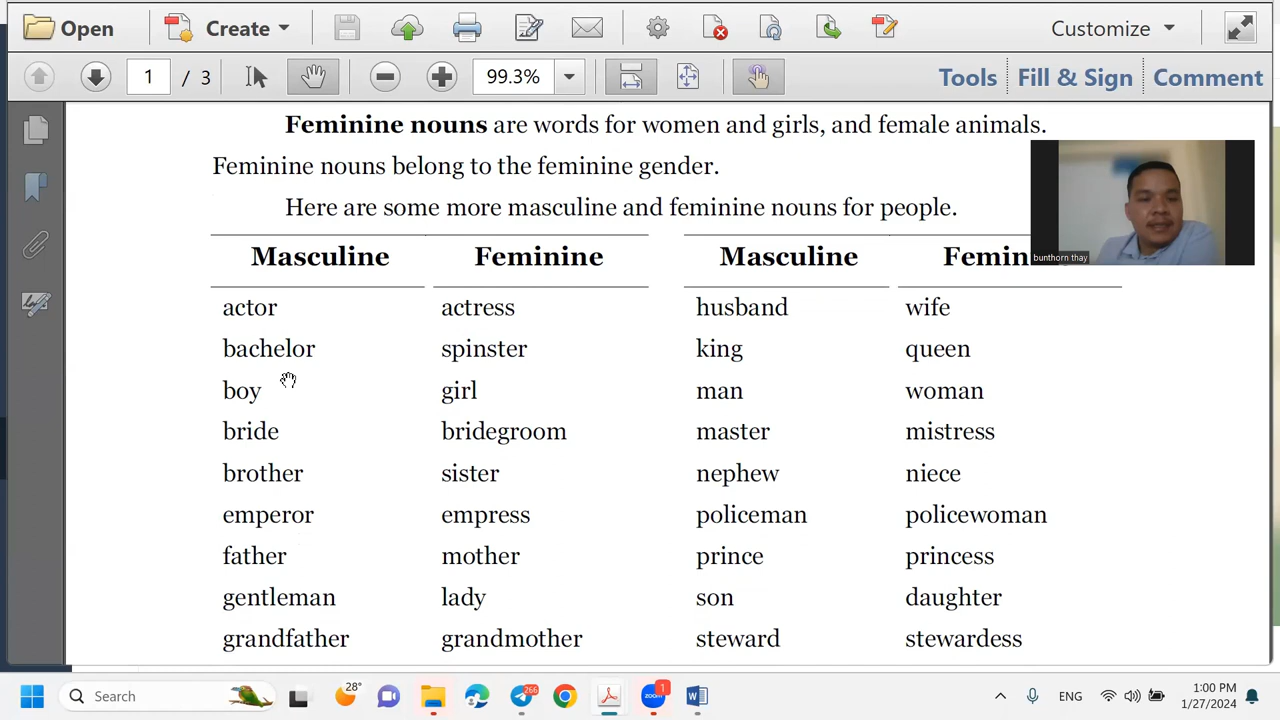 Open Create Customize
1 / 3 99.3% Tools Fill & Sign Comment
Feminine nouns are words for women and girls, and female animals.
Feminine nouns belong to the feminine gender.
Here are some more masculine and feminine nouns for people.
bunthorn thay
Masculine Feminine Masculine Femin
actor actress husband wife
bachelor spinster king queen
boy girl man woman
bride bridegroom master mistress
brother sister nephew niece
emperor empress policeman policewoman
father mother prince princess
gentleman lady son daughter
grandfather grandmother steward stewardess
Search 28° 266 1 ENG 1:00 PM
1/27/2024